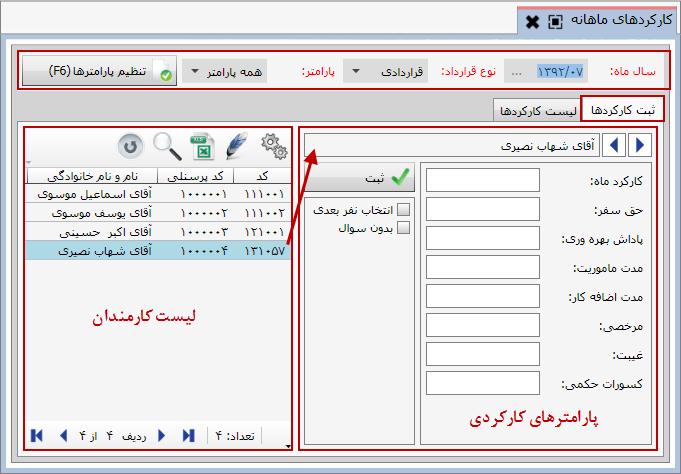 کارکردهای ماهانه
سال ماه: ۱۳۹۲/۰۷ ... نوع قرارداد: قراردادی پارامتر: همه پارامتر تنظیم پارامترها (F6)
ثبت کارکردها لیست کارکردها
آقای شهاب نصیری
ثبت
انتخاب نفر بعدی
بدون سوال
کارکرد ماه:
حق سفر:
پاداش بهره وری:
مدت ماموریت:
مدت اضافه کار:
مرخصی:
غیبت:
کسورات حکمی:
پارامترهای کارکردی
XLS
کد کد پرسنلی نام و نام خانوادگی
۱۱۱۰۰۱ ۱۰۰۰۰۰۱ آقای اسماعیل موسوی
۱۱۱۰۰۲ ۱۰۰۰۰۰۲ آقای یوسف موسوی
۱۲۱۰۰۱ ۱۰۰۰۰۰۳ آقای اکبر حسینی
۱۳۱۰۵۷ ۱۰۰۰۰۰۴ آقای شهاب نصیری
لیست کارمندان
تعداد: ۴ ردیف ۴ از ۴